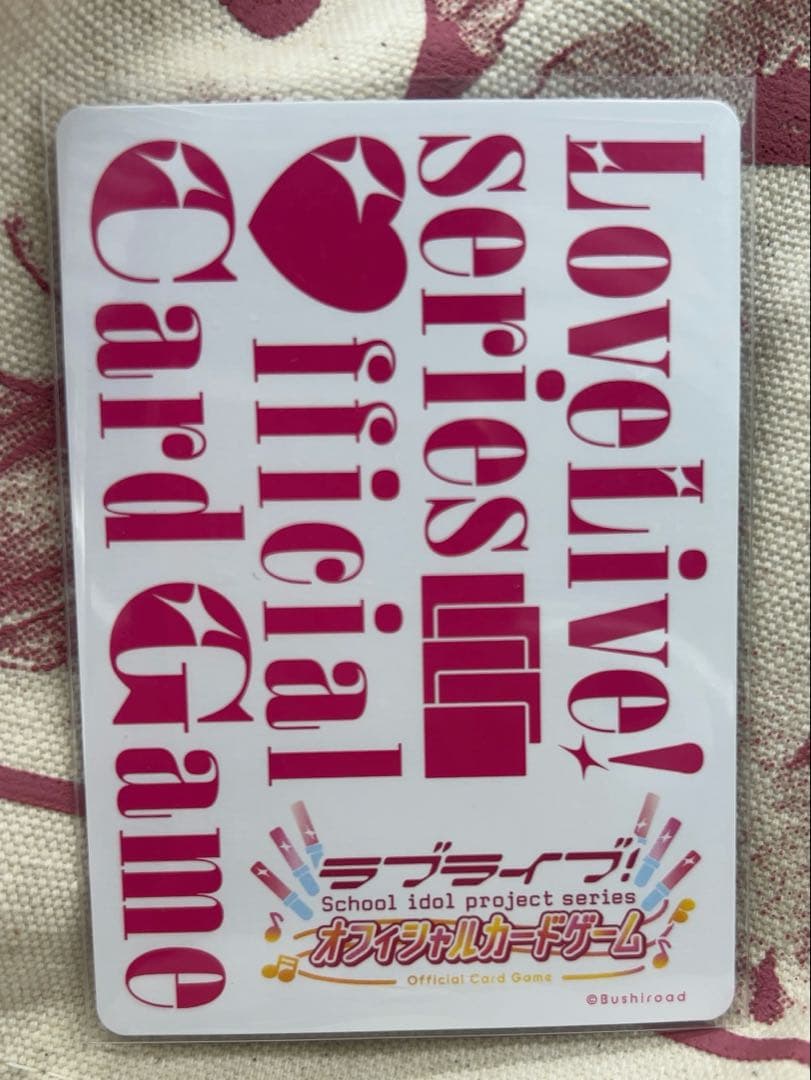 LoveLive!
series
Official
Card Game
ラブライブ!
School idol project series
オフィシャルカードゲーム
Official Card Game
©Bushiroad